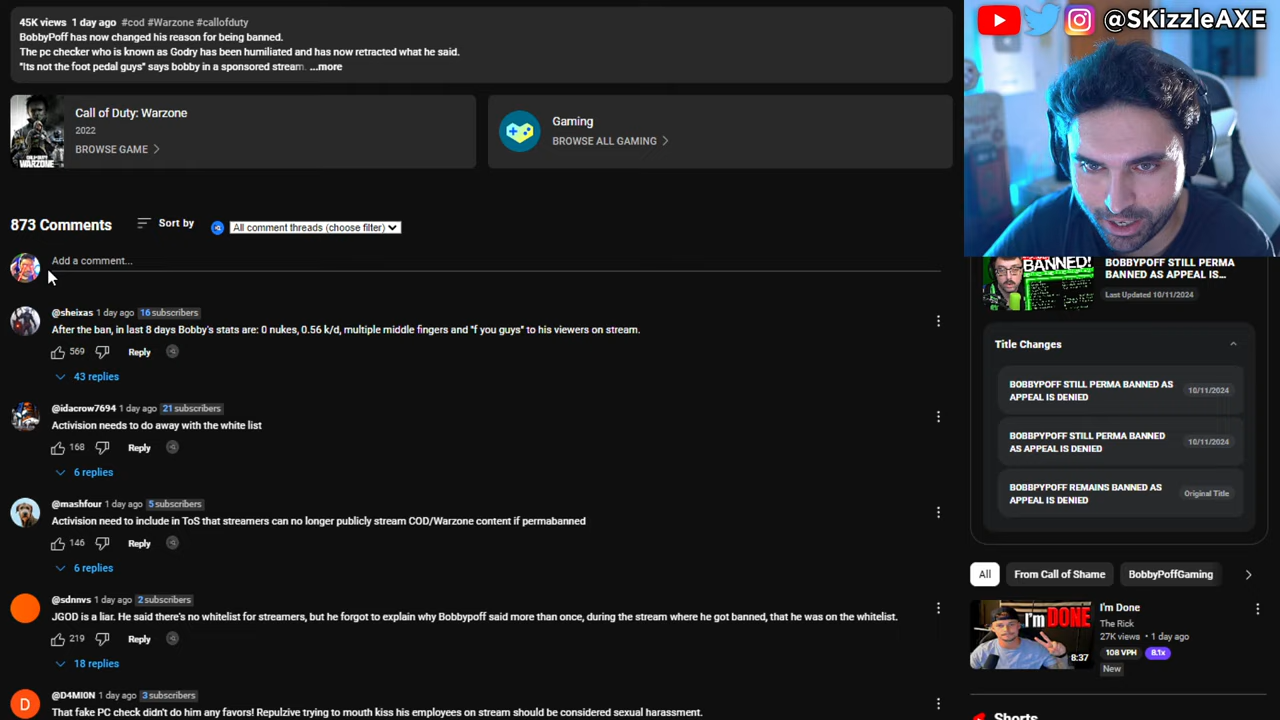 45K views 1 day ago #cod #Warzone #callofduty
BobbyPoff has now changed his reason for being banned.
The pc checker who is known as Godry has been humiliated and has now retracted what he said.
"Its not the foot pedal guys" says bobby in a sponsored stream. ...more
Call of Duty: Warzone
2022
BROWSE GAME
Gaming
BROWSE ALL GAMING
873 Comments
Sort by
All comment threads (choose filter)
Add a comment...
@sheixas 1 day ago 16 subscribers
After the ban, in last 8 days Bobby's stats are: 0 nukes, 0.56 k/d, multiple middle fingers and "f you guys" to his viewers on stream.
569 Reply
43 replies
@idacrow7694 1 day ago 21 subscribers
Activision needs to do away with the white list
168 Reply
6 replies
@mashfour 1 day ago 5 subscribers
Activision need to include in ToS that streamers can no longer publicly stream COD/Warzone content if permabanned
146 Reply
6 replies
@sdnnvs 1 day ago 2 subscribers
JGOD is a liar. He said there's no whitelist for streamers, but he forgot to explain why Bobbypoff said more than once, during the stream where he got banned, that he was on the whitelist.
219 Reply
18 replies
D
@D4MI0N 1 day ago 3 subscribers
That fake PC check didn't do him any favors! Repulzive trying to mouth kiss his employees on stream should be considered sexual harassment.
@SKizzleAXE
BANNED!
BOBBYPOFF STILL PERMA
BANNED AS APPEAL IS...
Last Updated 10/11/2024
Title Changes
BOBBYPOFF STILL PERMA BANNED AS
APPEAL IS DENIED
10/11/2024
BOBBPYPOFF STILL PERMA BANNED
AS APPEAL IS DENIED
10/11/2024
BOBBPYPOFF REMAINS BANNED AS
APPEAL IS DENIED
Original Title
All
From Call of Shame
BobbyPoffGaming
I'm DONE
8:37
I'm Done
The Rick
27K views • 1 day ago
108 VPH 8.1x
New
Shorts